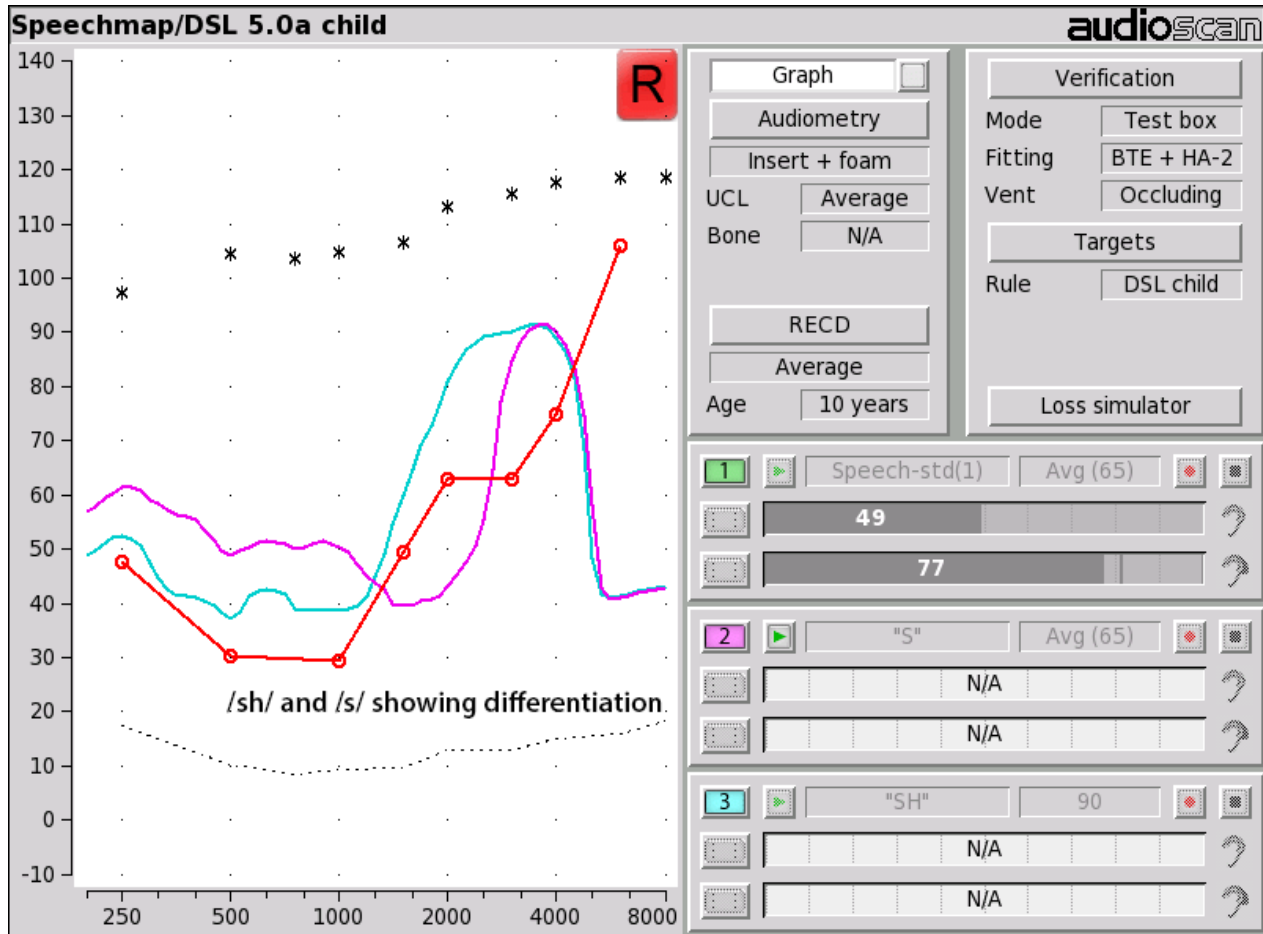 Speechmap/DSL 5.0a child
audioscan
140
130
120
110
100
90
80
70
60
50
40
30
20
10
0
-10
R
/sh/ and /s/ showing differentiation
250 500 1000 2000 4000 8000
Graph
Audiometry
Insert + foam
UCL Average
Bone N/A
RECD
Average
Age 10 years
Verification
Mode Test box
Fitting BTE + HA-2
Vent Occluding
Targets
Rule DSL child
Loss simulator
1 Speech-std(1) Avg (65)
49
77
2 "S" Avg (65)
N/A
N/A
3 "SH" 90
N/A
N/A